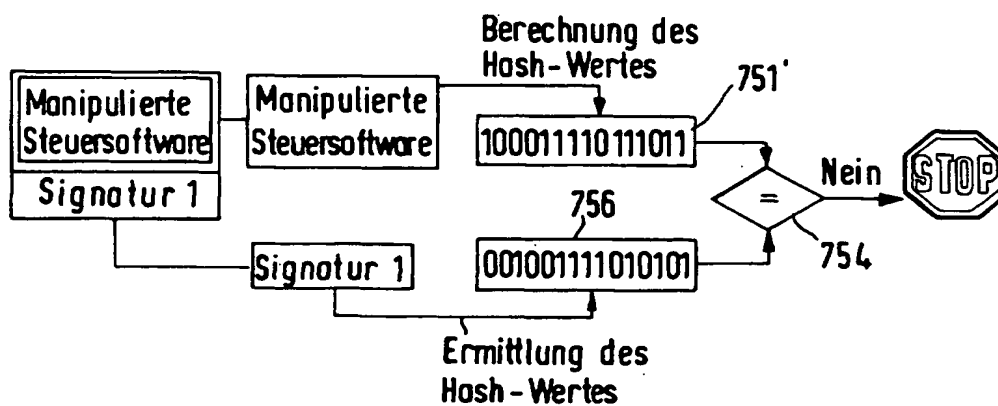 Berechnung des
Hash-Wertes
751'
Manipulierte
Steuersoftware
Signatur 1
Manipulierte
Steuersoftware
100011110111011
Nein
STOP
=
754
756
Signatur 1
001001111010101
Ermittlung des
Hash-Wertes